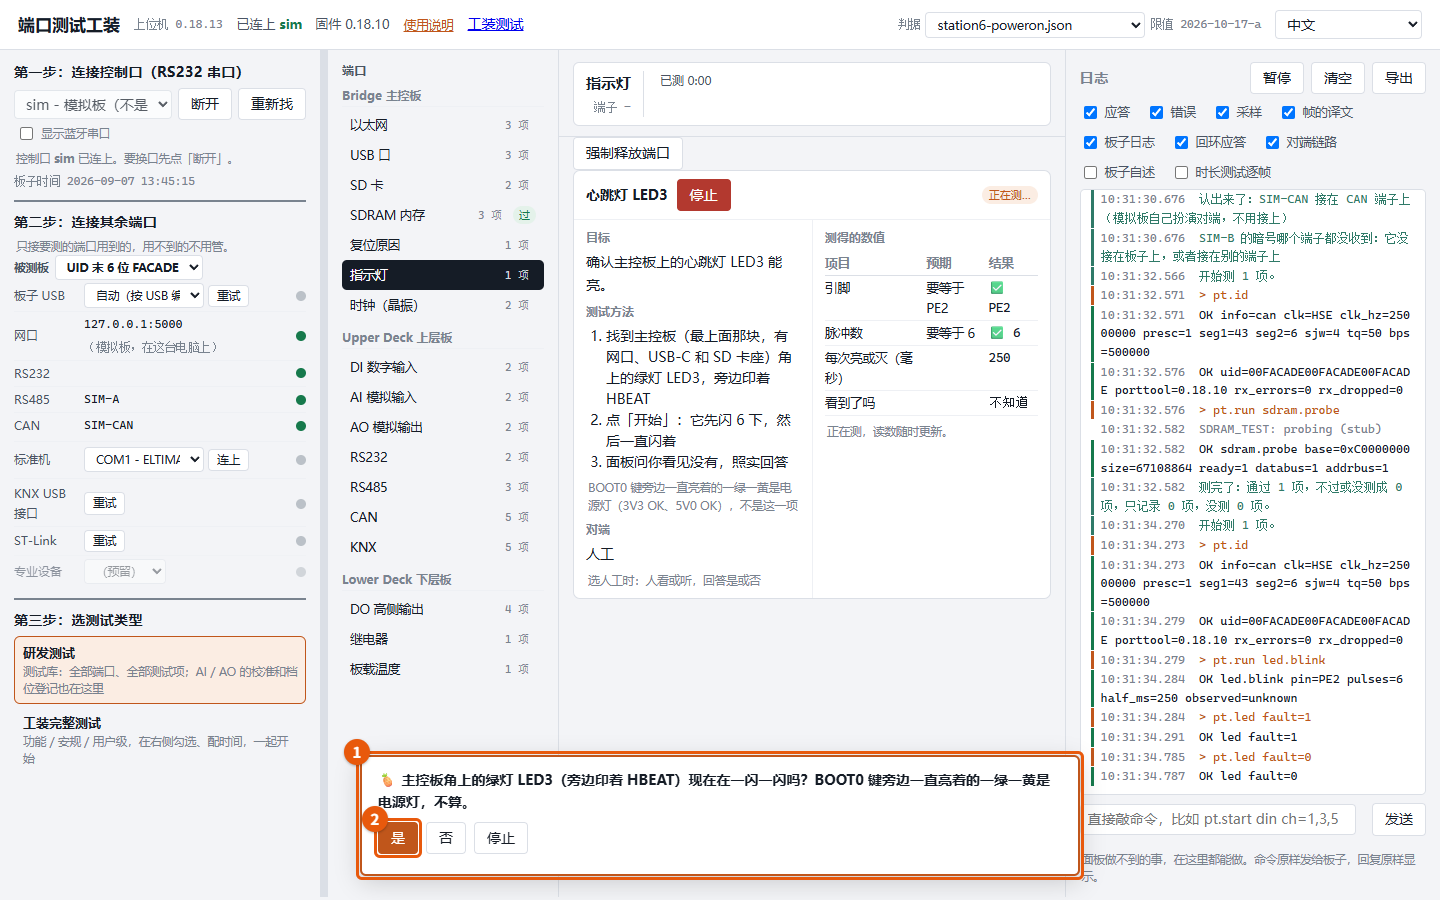 端口测试工装 上位机 0.18.13 已连上 sim 固件 0.18.10 使用说明 工装测试 判据 station6-poweron.json 限值 2026-10-17-a 中文
第一步：连接控制口（RS232 串口）
sim - 模拟板（不是 断开 重新找
显示蓝牙串口
控制口 sim 已连上。要换口先点「断开」。
板子时间 2026-09-07 13:45:15
第二步：连接其余端口
只接要测的端口用到的，用不到的不用管。
被测板 UID 末 6 位 FACADE
板子 USB 自动（按 USB 编 重试
网口 127.0.0.1:5000
（模拟板，在这台电脑上）
RS232
RS485 SIM-A
CAN SIM-CAN
标准机 COM1 - ELTIMA 连上
KNX USB 接口 重试
ST-Link 重试
专业设备 （预留）
第三步：选测试类型
研发测试
测试库：全部端口、全部测试项；AI / AO 的校准和档
位登记也在这里
工装完整测试
功能 / 安规 / 用户级，在右侧勾选、配时间，一起开
始
端口
Bridge 主控板
以太网 3 项
USB 口 3 项
SD 卡 2 项
SDRAM 内存 3 项 过
复位原因 1 项
指示灯 1 项
时钟（晶振） 2 项
Upper Deck 上层板
DI 数字输入 2 项
AI 模拟输入 2 项
AO 模拟输出 2 项
RS232 2 项
RS485 3 项
CAN 5 项
KNX 5 项
Lower Deck 下层板
DO 高侧输出 4 项
继电器 1 项
板载温度 1 项
指示灯 已测 0:00
端子 –
强制释放端口
心跳灯 LED3 停止 正在测…
目标
确认主控板上的心跳灯 LED3 能
亮。
测试方法
1. 找到主控板（最上面那块，有
网口、USB-C 和 SD 卡座）角
上的绿灯 LED3，旁边印着
HBEAT
2. 点「开始」：它先闪 6 下，然
后一直闪着
3. 面板问你看见没有，照实回答
BOOT0 键旁边一直亮着的一绿一黄是电
源灯（3V3 OK、5V0 OK），不是这一项
对端
人工
选人工时：人看或听，回答是或否
测得的数值
项目 预期 结果
引脚 要等于 PE2 ✅ PE2
脉冲数 要等于 6 ✅ 6
每次亮或灭（毫秒） 250
看到了吗 不知道
正在测，读数随时更新。
1
🥚 主控板角上的绿灯 LED3（旁边印着 HBEAT）现在在一闪一闪吗？BOOT0 键旁边一直亮着的一绿一黄是
电源灯，不算。
2
是 否 停止
日志 暂停 清空 导出
应答 错误 采样 帧的译文
板子日志 回环应答 对端链路
板子自述 时长测试逐帧
10:31:30.676 认出来了：SIM-CAN 接在 CAN 端子上
（模拟板自己扮演对端，不用接上）
10:31:30.676 SIM-B 的暗号哪个端子都没收到：它没
接在板子上，或者接在别的端子上
10:31:32.566 开始测 1 项。
10:31:32.571 > pt.id
10:31:32.571 OK info=can clk=HSE clk_hz=250
00000 presc=1 seg1=43 seg2=6 sjw=4 tq=50 bps
=500000
10:31:32.576 OK uid=00FACADE00FACADE00FACAD
E porttool=0.18.10 rx_errors=0 rx_dropped=0
10:31:32.576 > pt.run sdram.probe
10:31:32.582 SDRAM_TEST: probing (stub)
10:31:32.582 OK sdram.probe base=0xC0000000
size=67108864 ready=1 databus=1 addrbus=1
10:31:32.582 测完了：通过 1 项，不过或没测成 0
项，只记录 0 项，没测 0 项。
10:31:34.270 开始测 1 项。
10:31:34.273 > pt.id
10:31:34.273 OK info=can clk=HSE clk_hz=250
00000 presc=1 seg1=43 seg2=6 sjw=4 tq=50 bps
=500000
10:31:34.279 OK uid=00FACADE00FACADE00FACAD
E porttool=0.18.10 rx_errors=0 rx_dropped=0
10:31:34.279 > pt.run led.blink
10:31:34.284 OK led.blink pin=PE2 pulses=6
half_ms=250 observed=unknown
10:31:34.284 > pt.led fault=1
10:31:34.291 OK led fault=1
10:31:34.785 > pt.led fault=0
10:31:34.787 OK led fault=0
直接敲命令，比如 pt.start din ch=1,3,5 发送
面板做不到的事，在这里都能做。命令原样发给板子，回复原样显
示。